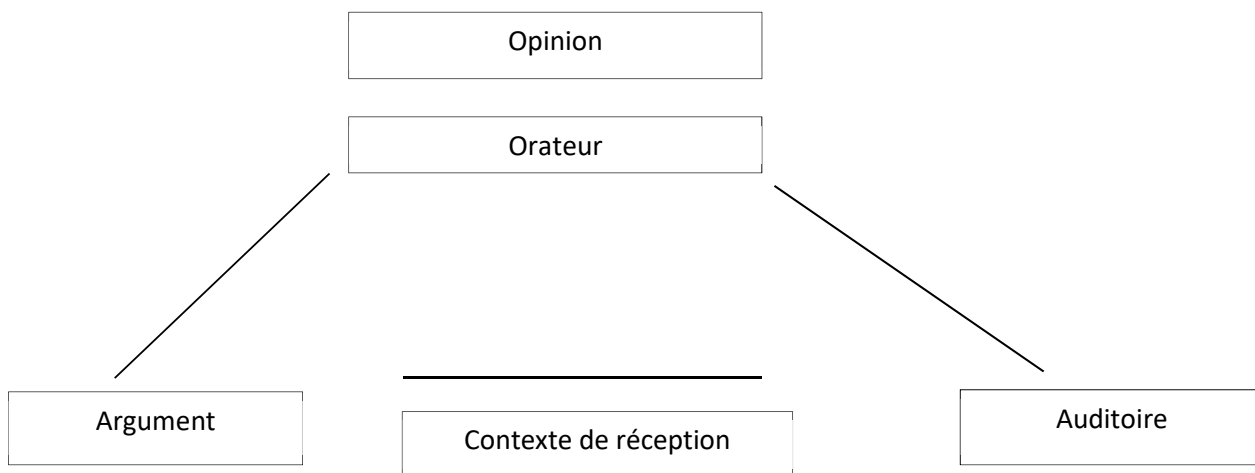 Opinion
Orateur
Argument
Contexte de réception
Auditoire